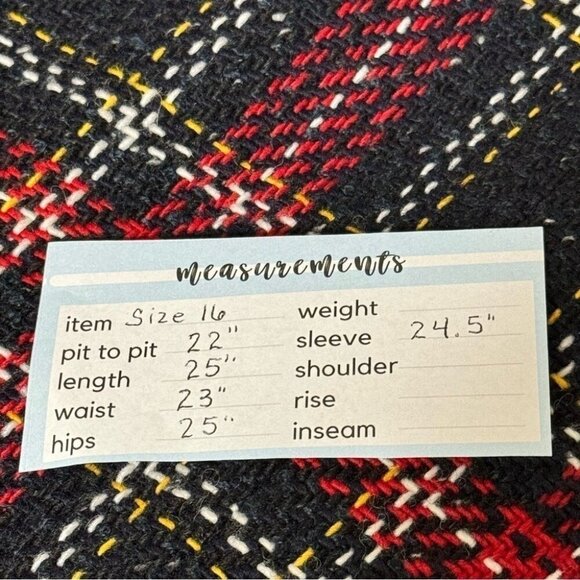 measurements
item Size 16
pit to pit 22"
length 25"
waist 23"
hips 25"
weight
sleeve 24.5"
shoulder
rise
inseam